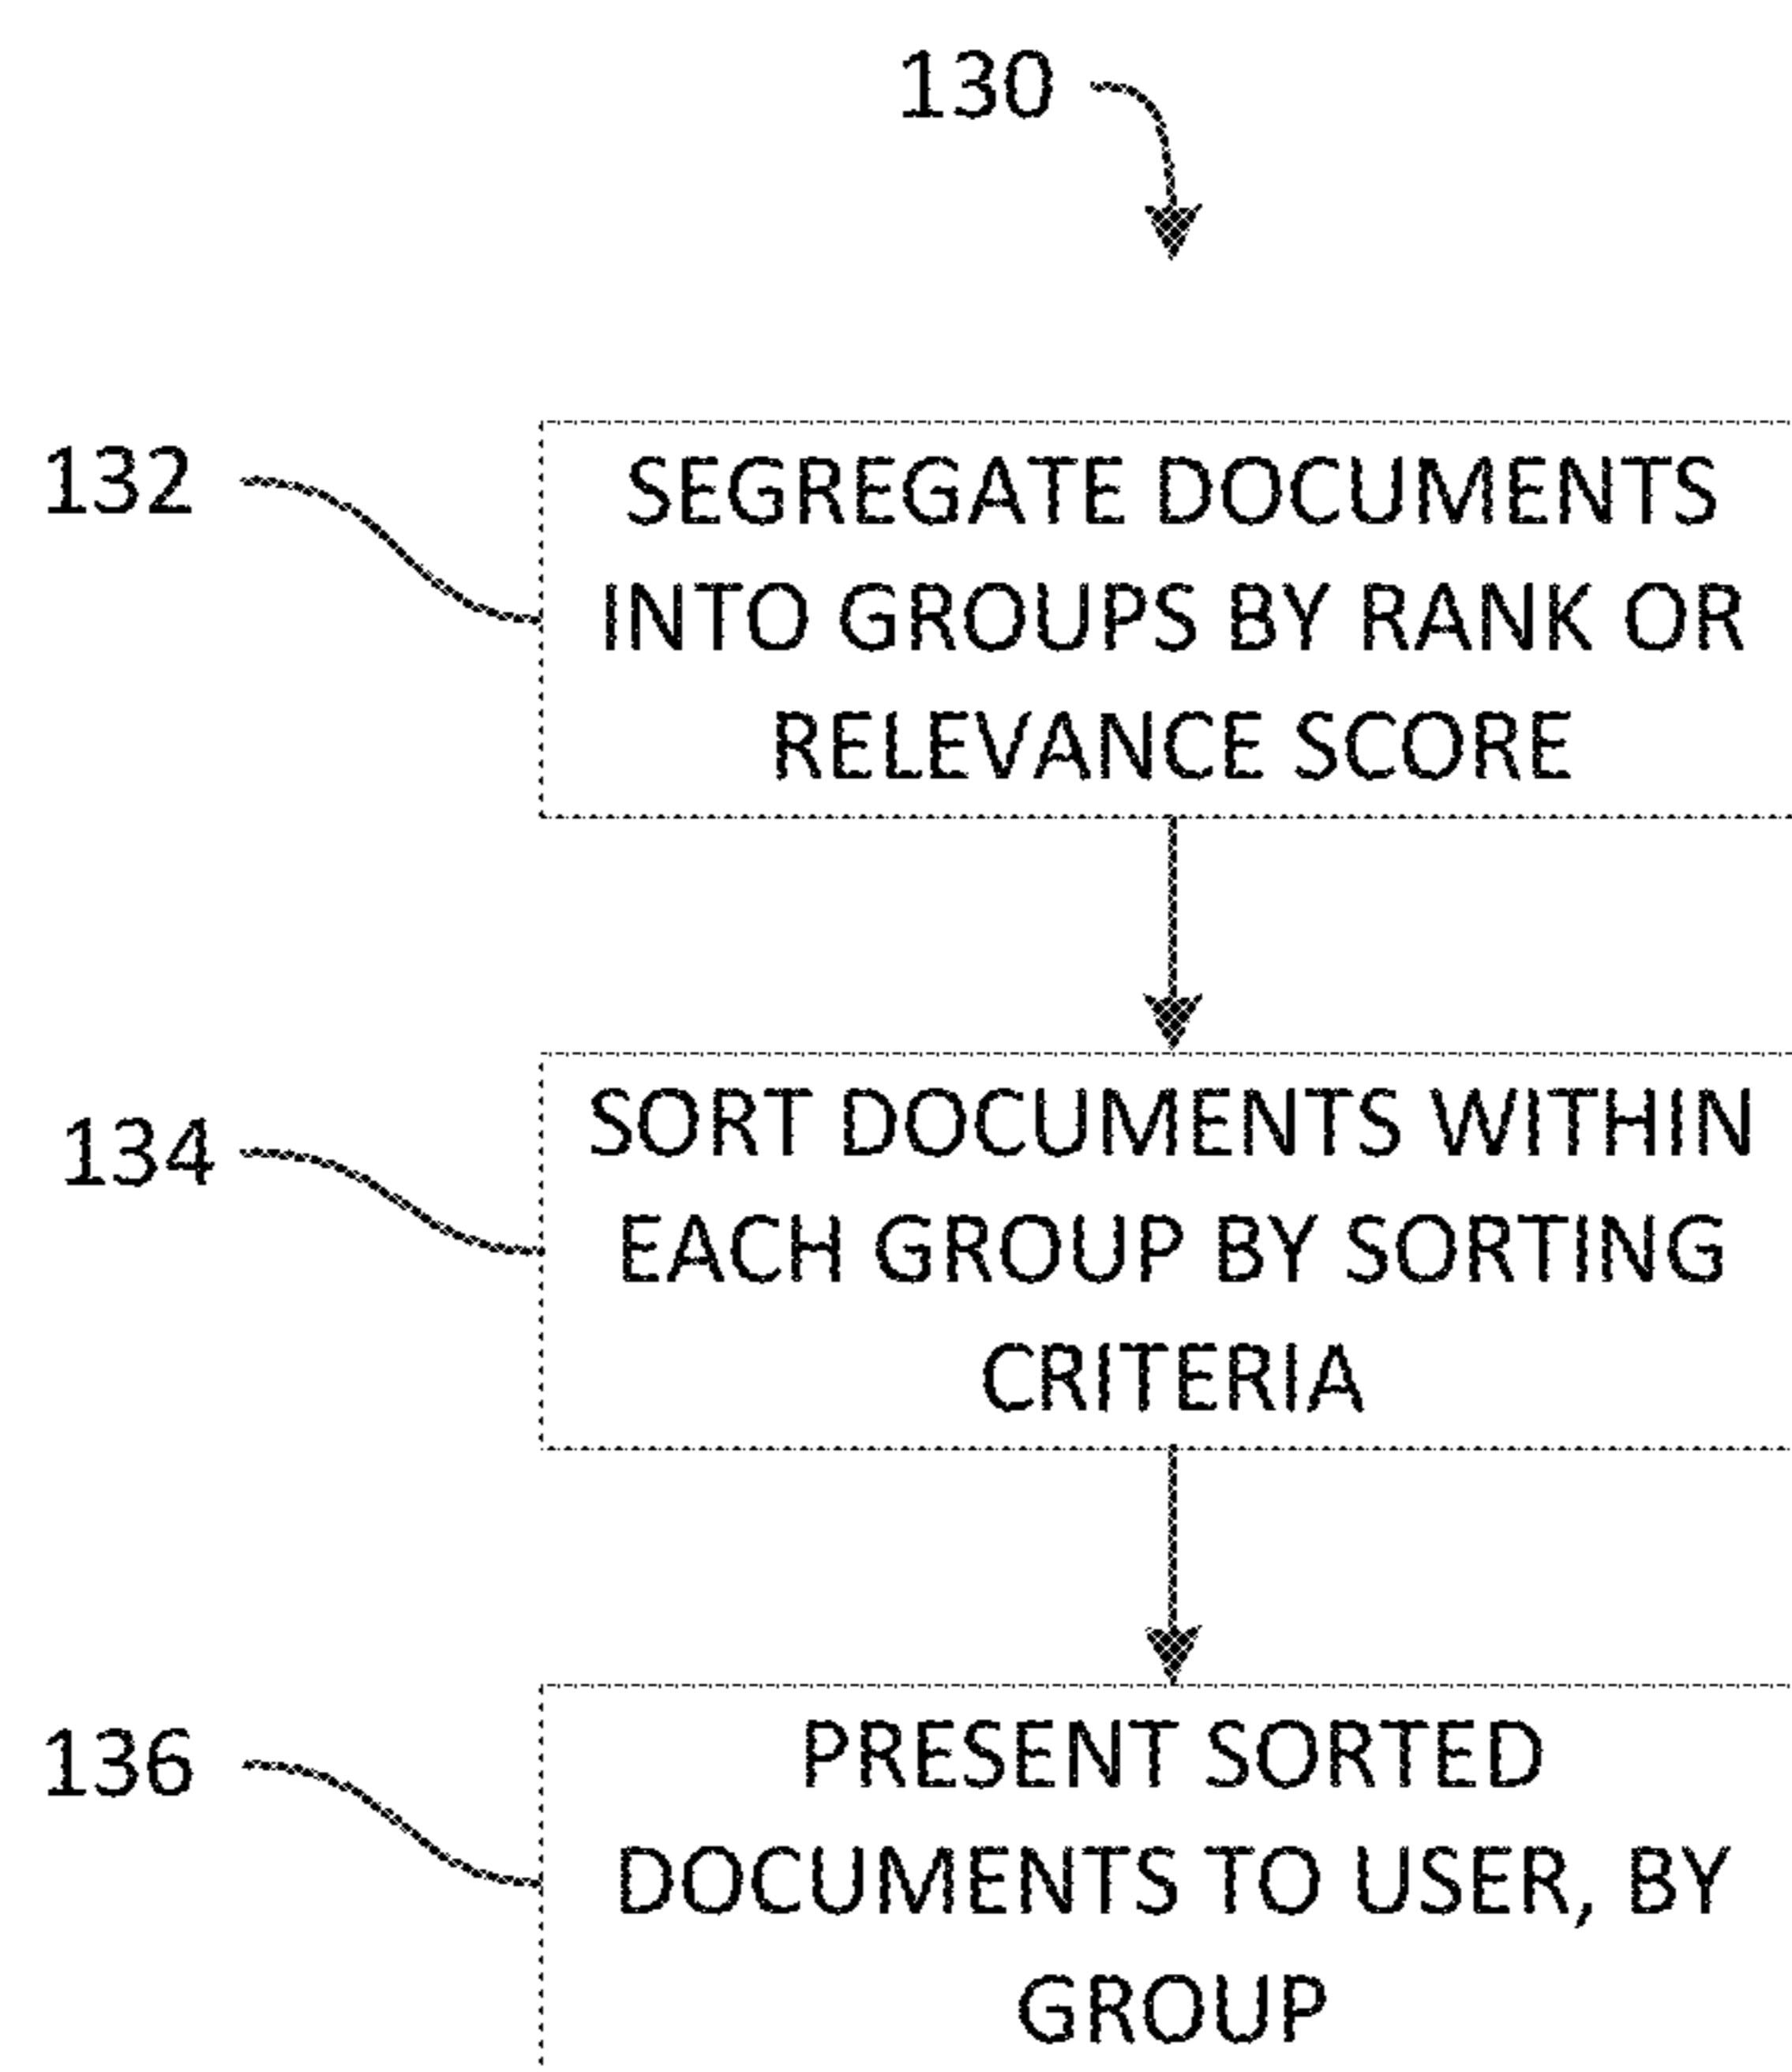 130
132
SEGREGATE DOCUMENTS
INTO GROUPS BY RANK OR
RELEVANCE SCORE
134
SORT DOCUMENTS WITHIN
EACH GROUP BY SORTING
CRITERIA
136
PRESENT SORTED
DOCUMENTS TO USER, BY
GROUP